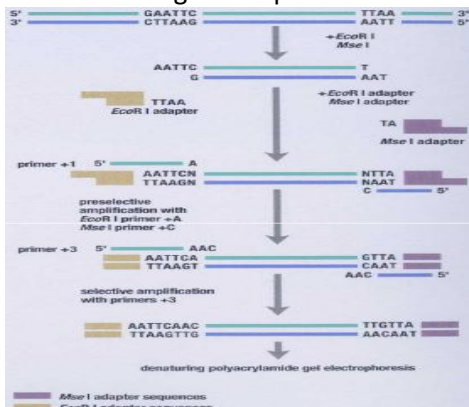 5' GAATTC TTAA 3'
3' CTTAAG AATT 5'
+EcoR I
Mse I
AATTC T
G AAT
+EcoR I adapter
Mse I adapter
TTAA
EcoR I adapter
TA
Mse I adapter
primer +1 5' A
AATTCN NTTA
TTAAGN NAAT
C 5'
preselective
amplification with
EcoR I primer +A
Mse I primer +C
primer +3 5' AAC
AATTCA GTTA
TTAAGT CAAT
AAC 5'
selective amplification
with primers +3
AATTCAAC TTGTTA
TTAAGTTG AACAAT
denaturing polyacrylamide gel electrophoresis
Mse I adapter sequences
EcoR I adapter sequences